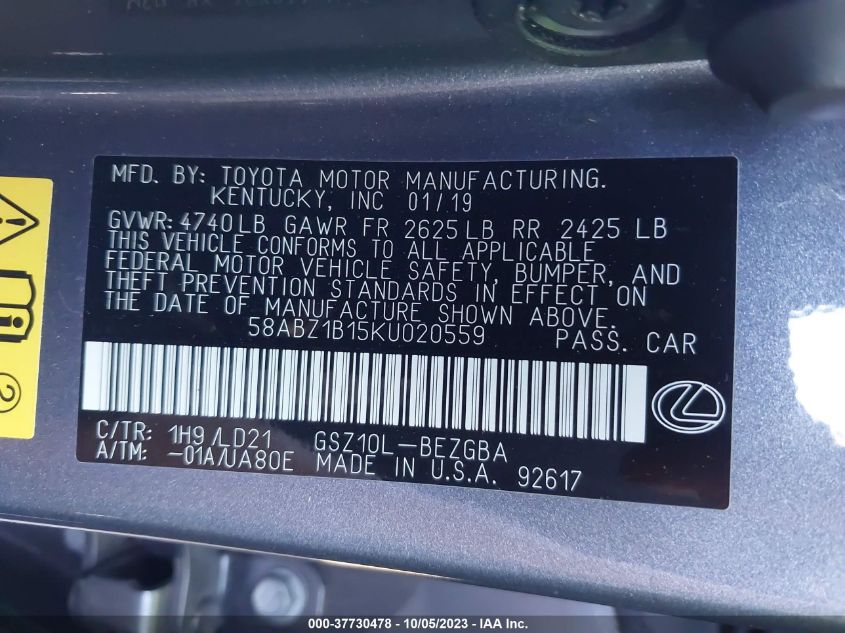 MFD. BY: TOYOTA MOTOR MANUFACTURING.
KENTUCKY, INC 01/19
GVWR: 4740LB GAWR FR 2625LB RR 2425 LB
THIS VEHICLE CONFORMS TO ALL APPLICABLE
FEDERAL MOTOR VEHICLE SAFETY, BUMPER, AND
THEFT PREVENTION STANDARDS IN EFFECT ON
THE DATE OF MANUFACTURE SHOWN ABOVE.
58ABZ1B15KU020559 PASS. CAR
C/TR: 1H9/LD21 GSZ10L-BEZGBA
A/TM: -01A/UA80E MADE IN U.S.A. 92617
2
000-37730478 - 10/05/2023 - IAA Inc.